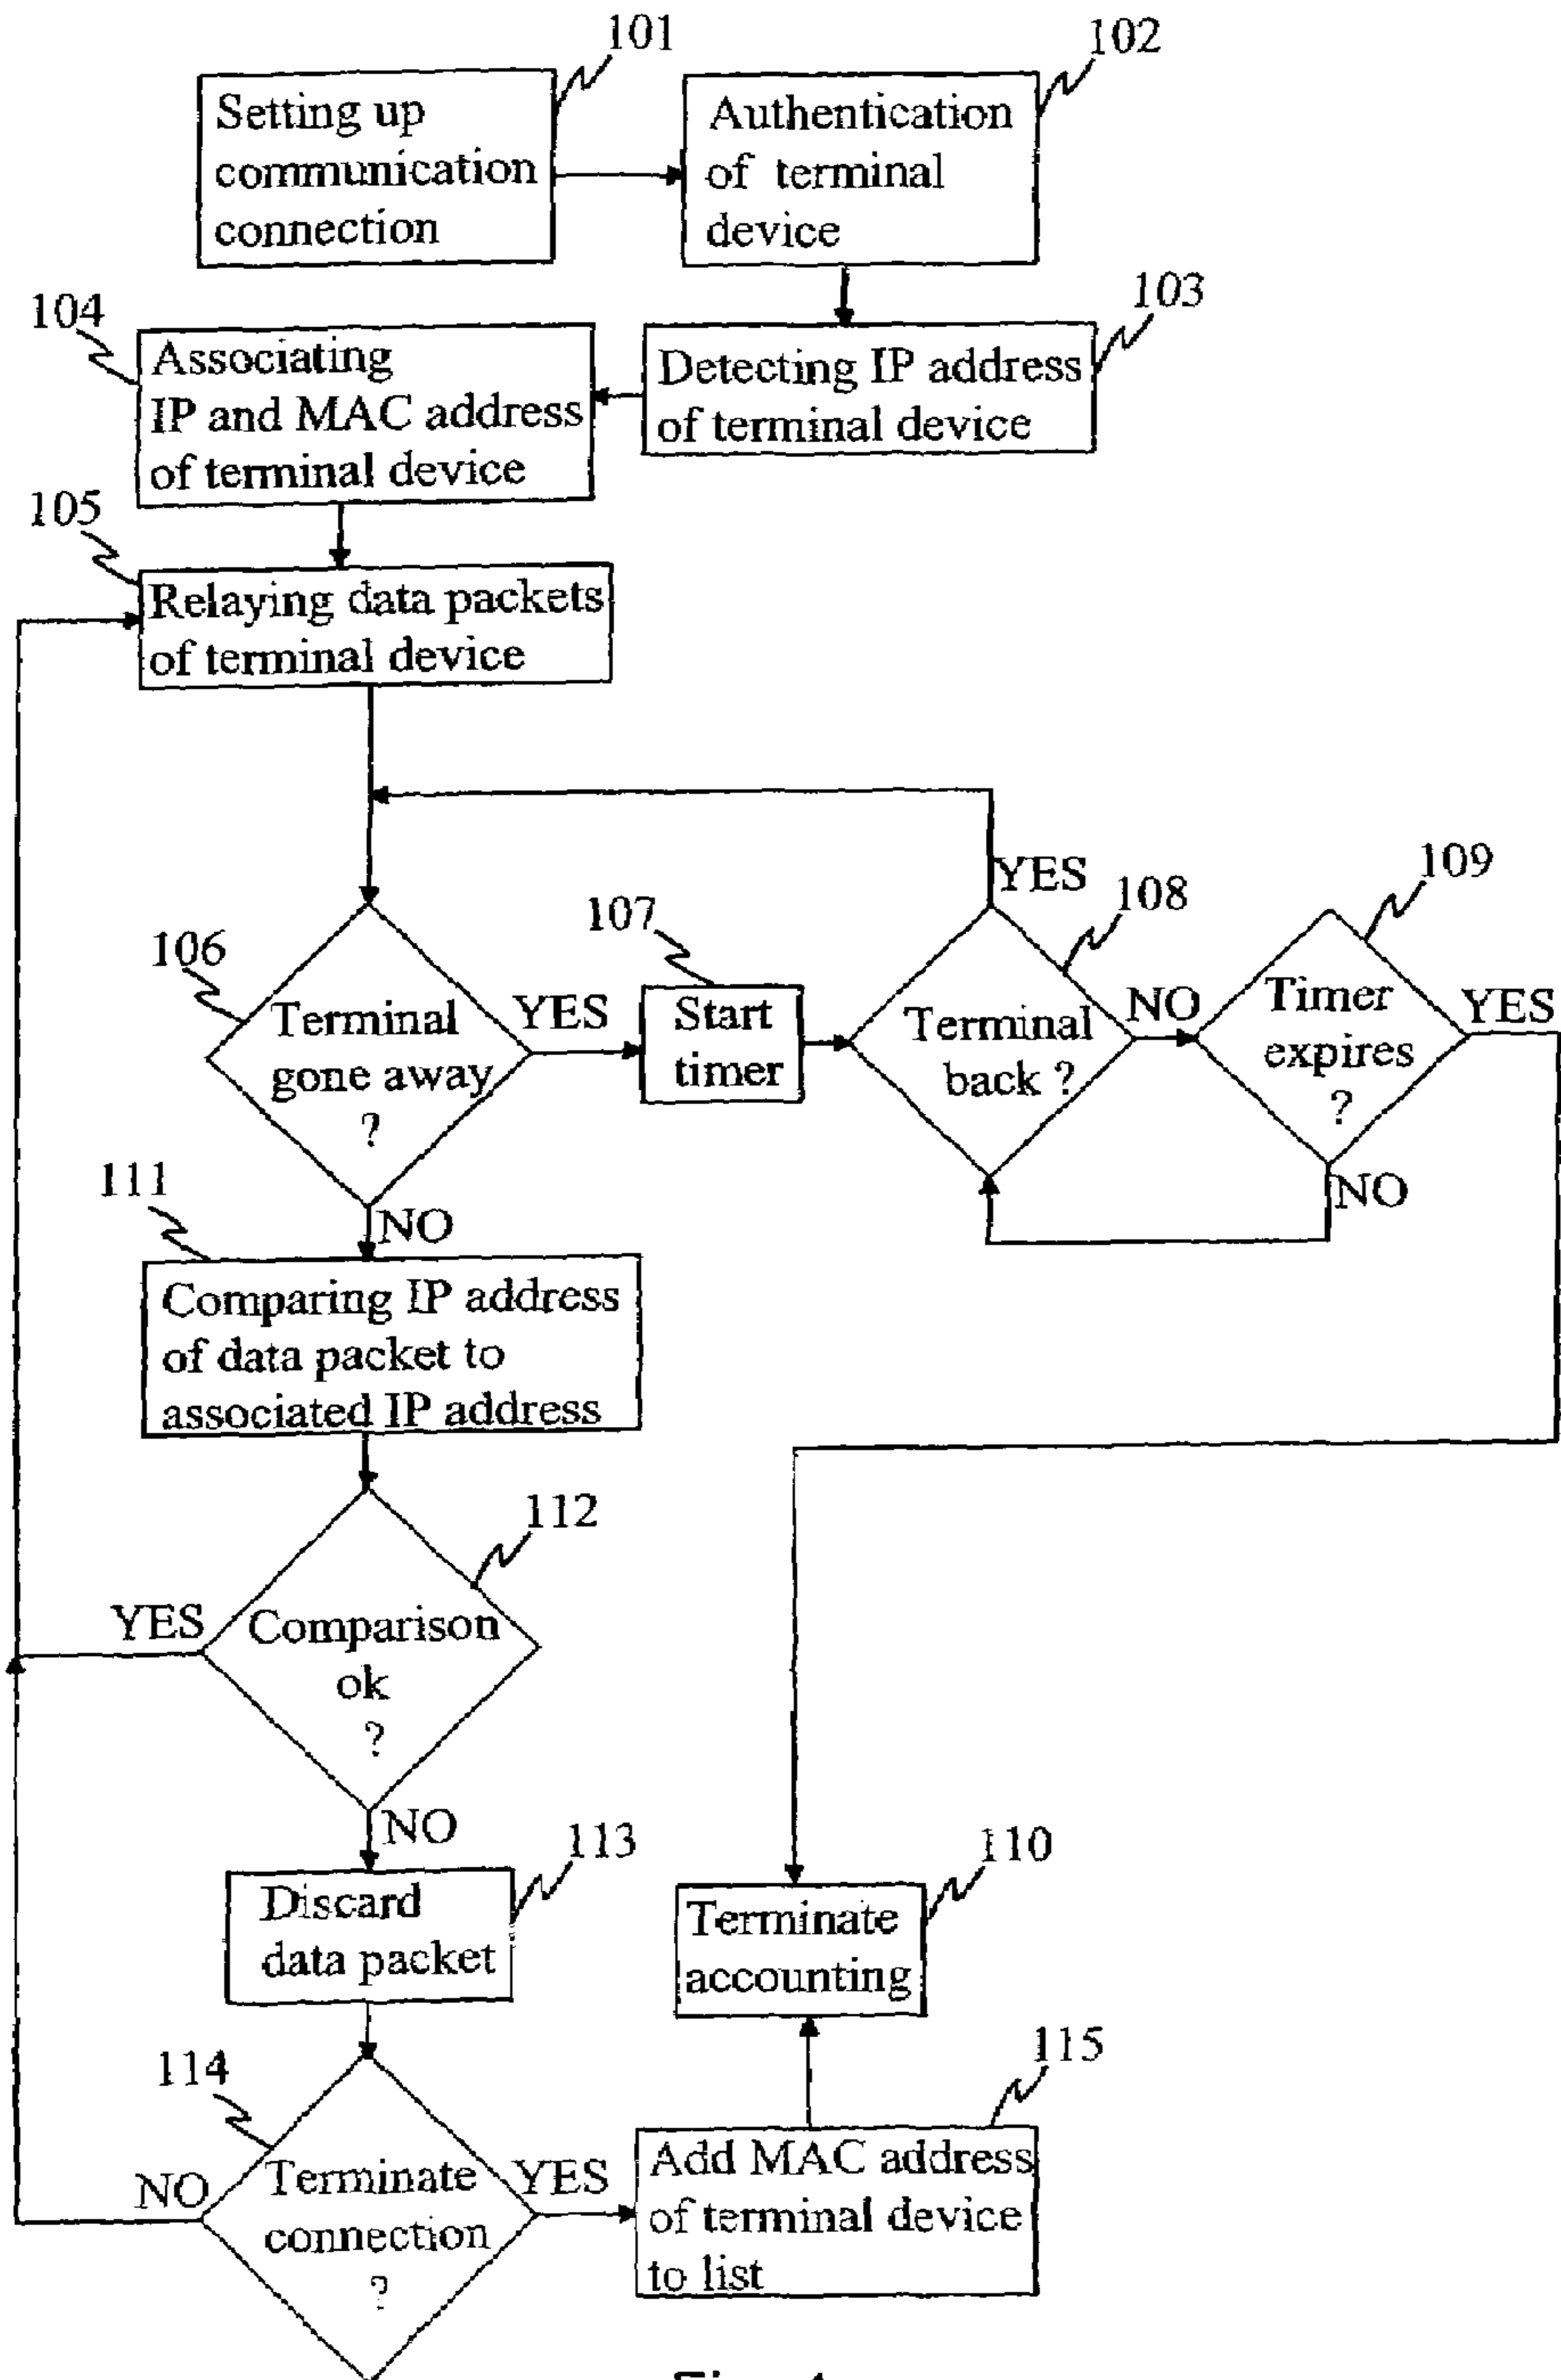 101
102
Setting up
communication
connection
Authentication
of terminal
device
103
104
Associating
IP and MAC address
of terminal device
Detecting IP address
of terminal device
105
Relaying data packets
of terminal device
YES
109
108
107
106
Terminal
gone away
?
YES
Start
timer
Terminal
back ?
NO
Timer
expires
?
YES
NO
111
NO
Comparing IP address
of data packet to
associated IP address
112
YES
Comparison
ok
?
NO
113
110
Discard
data packet
Terminate
accounting
114
115
NO
Terminate
connection
?
YES
Add MAC address
of terminal device
to list